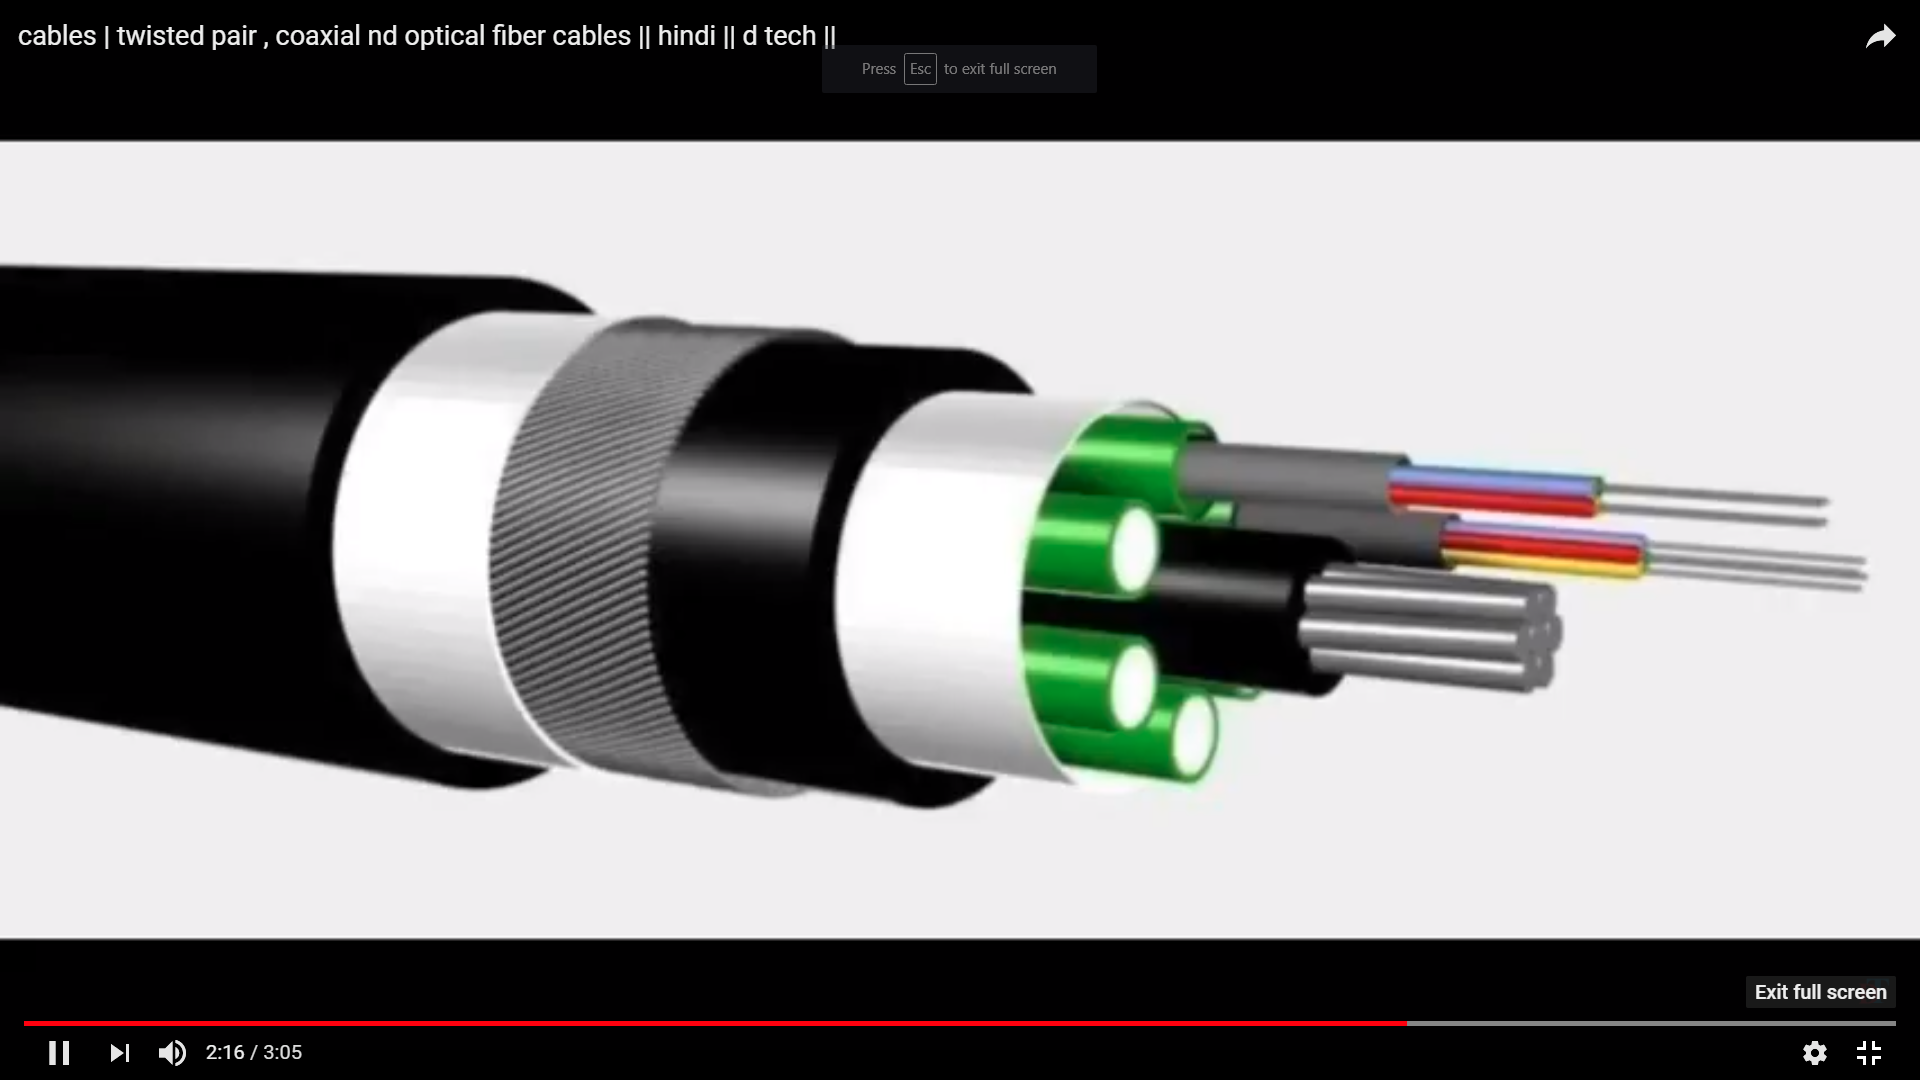 cables | twisted pair , coaxial nd optical fiber cables || hindi || d tech ||
Press Esc to exit full screen
Exit full screen
2:16 / 3:05